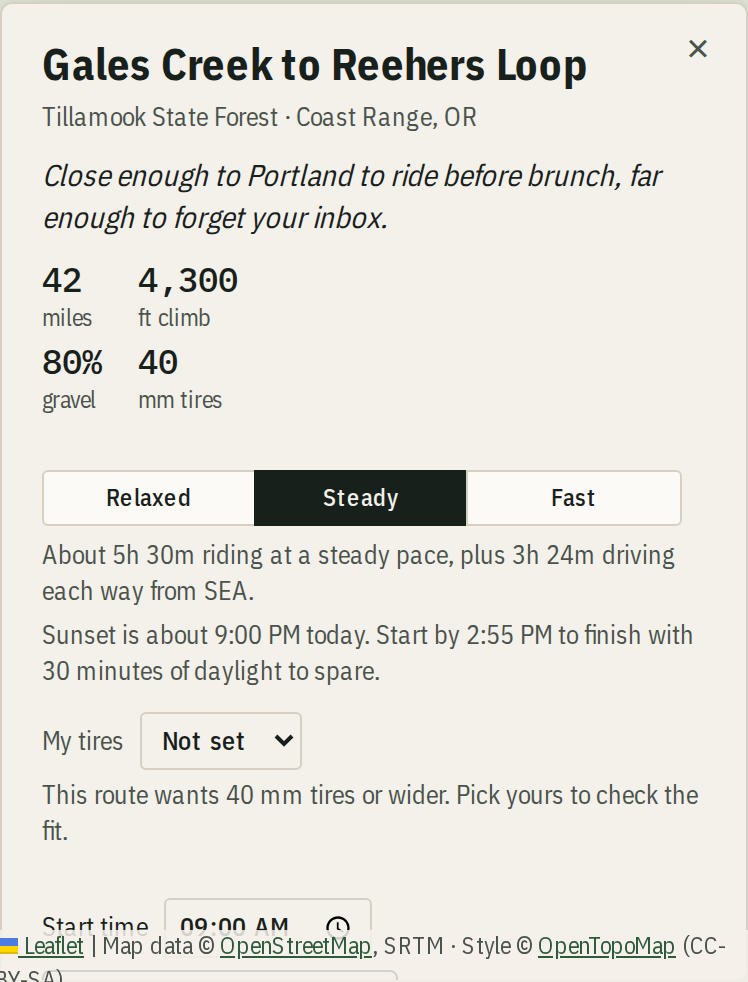 Gales Creek to Reehers Loop
Tillamook State Forest · Coast Range, OR
Close enough to Portland to ride before brunch, far
enough to forget your inbox.
42 4,300
miles ft climb
80% 40
gravel mm tires
Relaxed Steady Fast
About 5h 30m riding at a steady pace, plus 3h 24m driving
each way from SEA.
Sunset is about 9:00 PM today. Start by 2:55 PM to finish with
30 minutes of daylight to spare.
My tires Not set
This route wants 40 mm tires or wider. Pick yours to check the
fit.
Start time 09:00 AM
Leaflet | Map data © OpenStreetMap, SRTM · Style © OpenTopoMap (CC-
BY-SA)